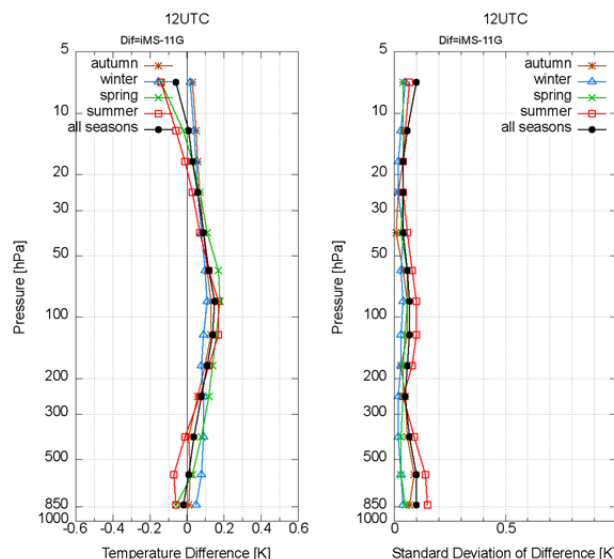 12UTC
Dif=iMS-11G
autumn
winter
spring
summer
all seasons
5
10
20
30
50
100
200
300
500
850
1000
Pressure [hPa]
-0.6 -0.4 -0.2 0 0.2 0.4 0.6
Temperature Difference [K]
12UTC
Dif=iMS-11G
autumn
winter
spring
summer
all seasons
5
10
20
30
50
100
200
300
500
850
1000
Pressure [hPa]
0 0.5
Standard Deviation of Difference [K]